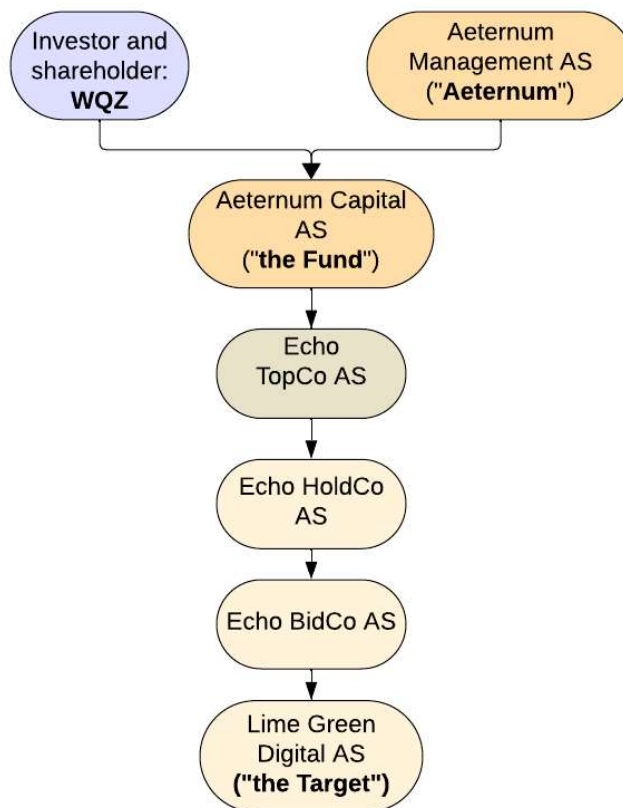 Investor and
shareholder:
WQZ
Aeternum
Management AS
("Aeternum")
Aeternum Capital
AS
("the Fund")
Echo
TopCo AS
Echo HoldCo
AS
Echo BidCo AS
Lime Green
Digital AS
("the Target")